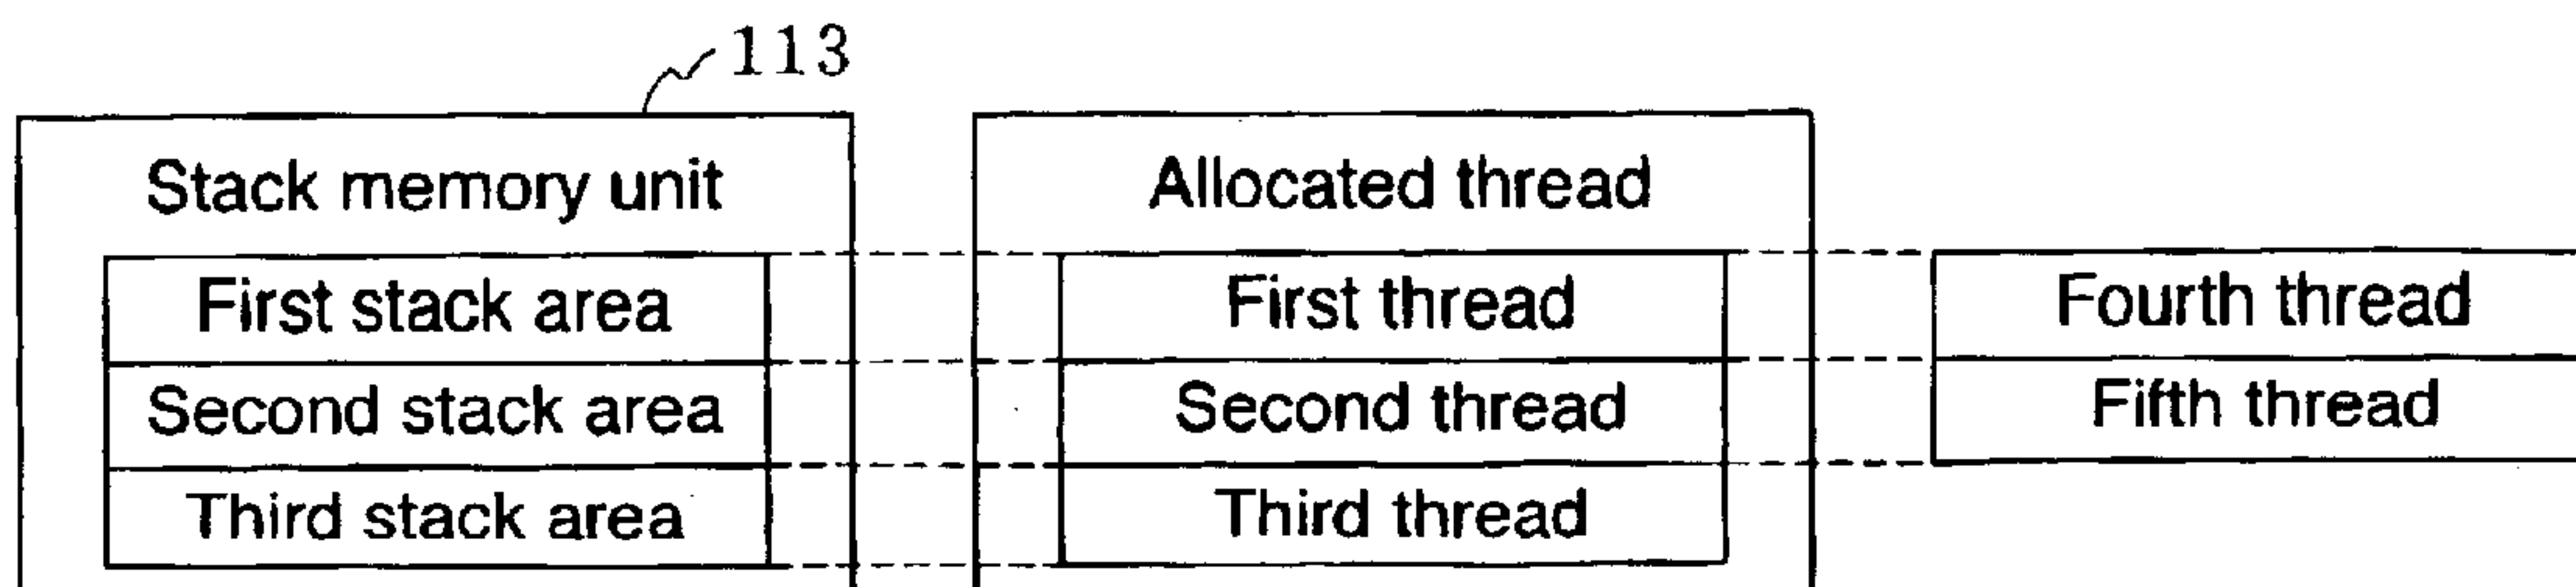 113
Stack memory unit
First stack area
Second stack area
Third stack area
Allocated thread
First thread
Second thread
Third thread
Fourth thread
Fifth thread